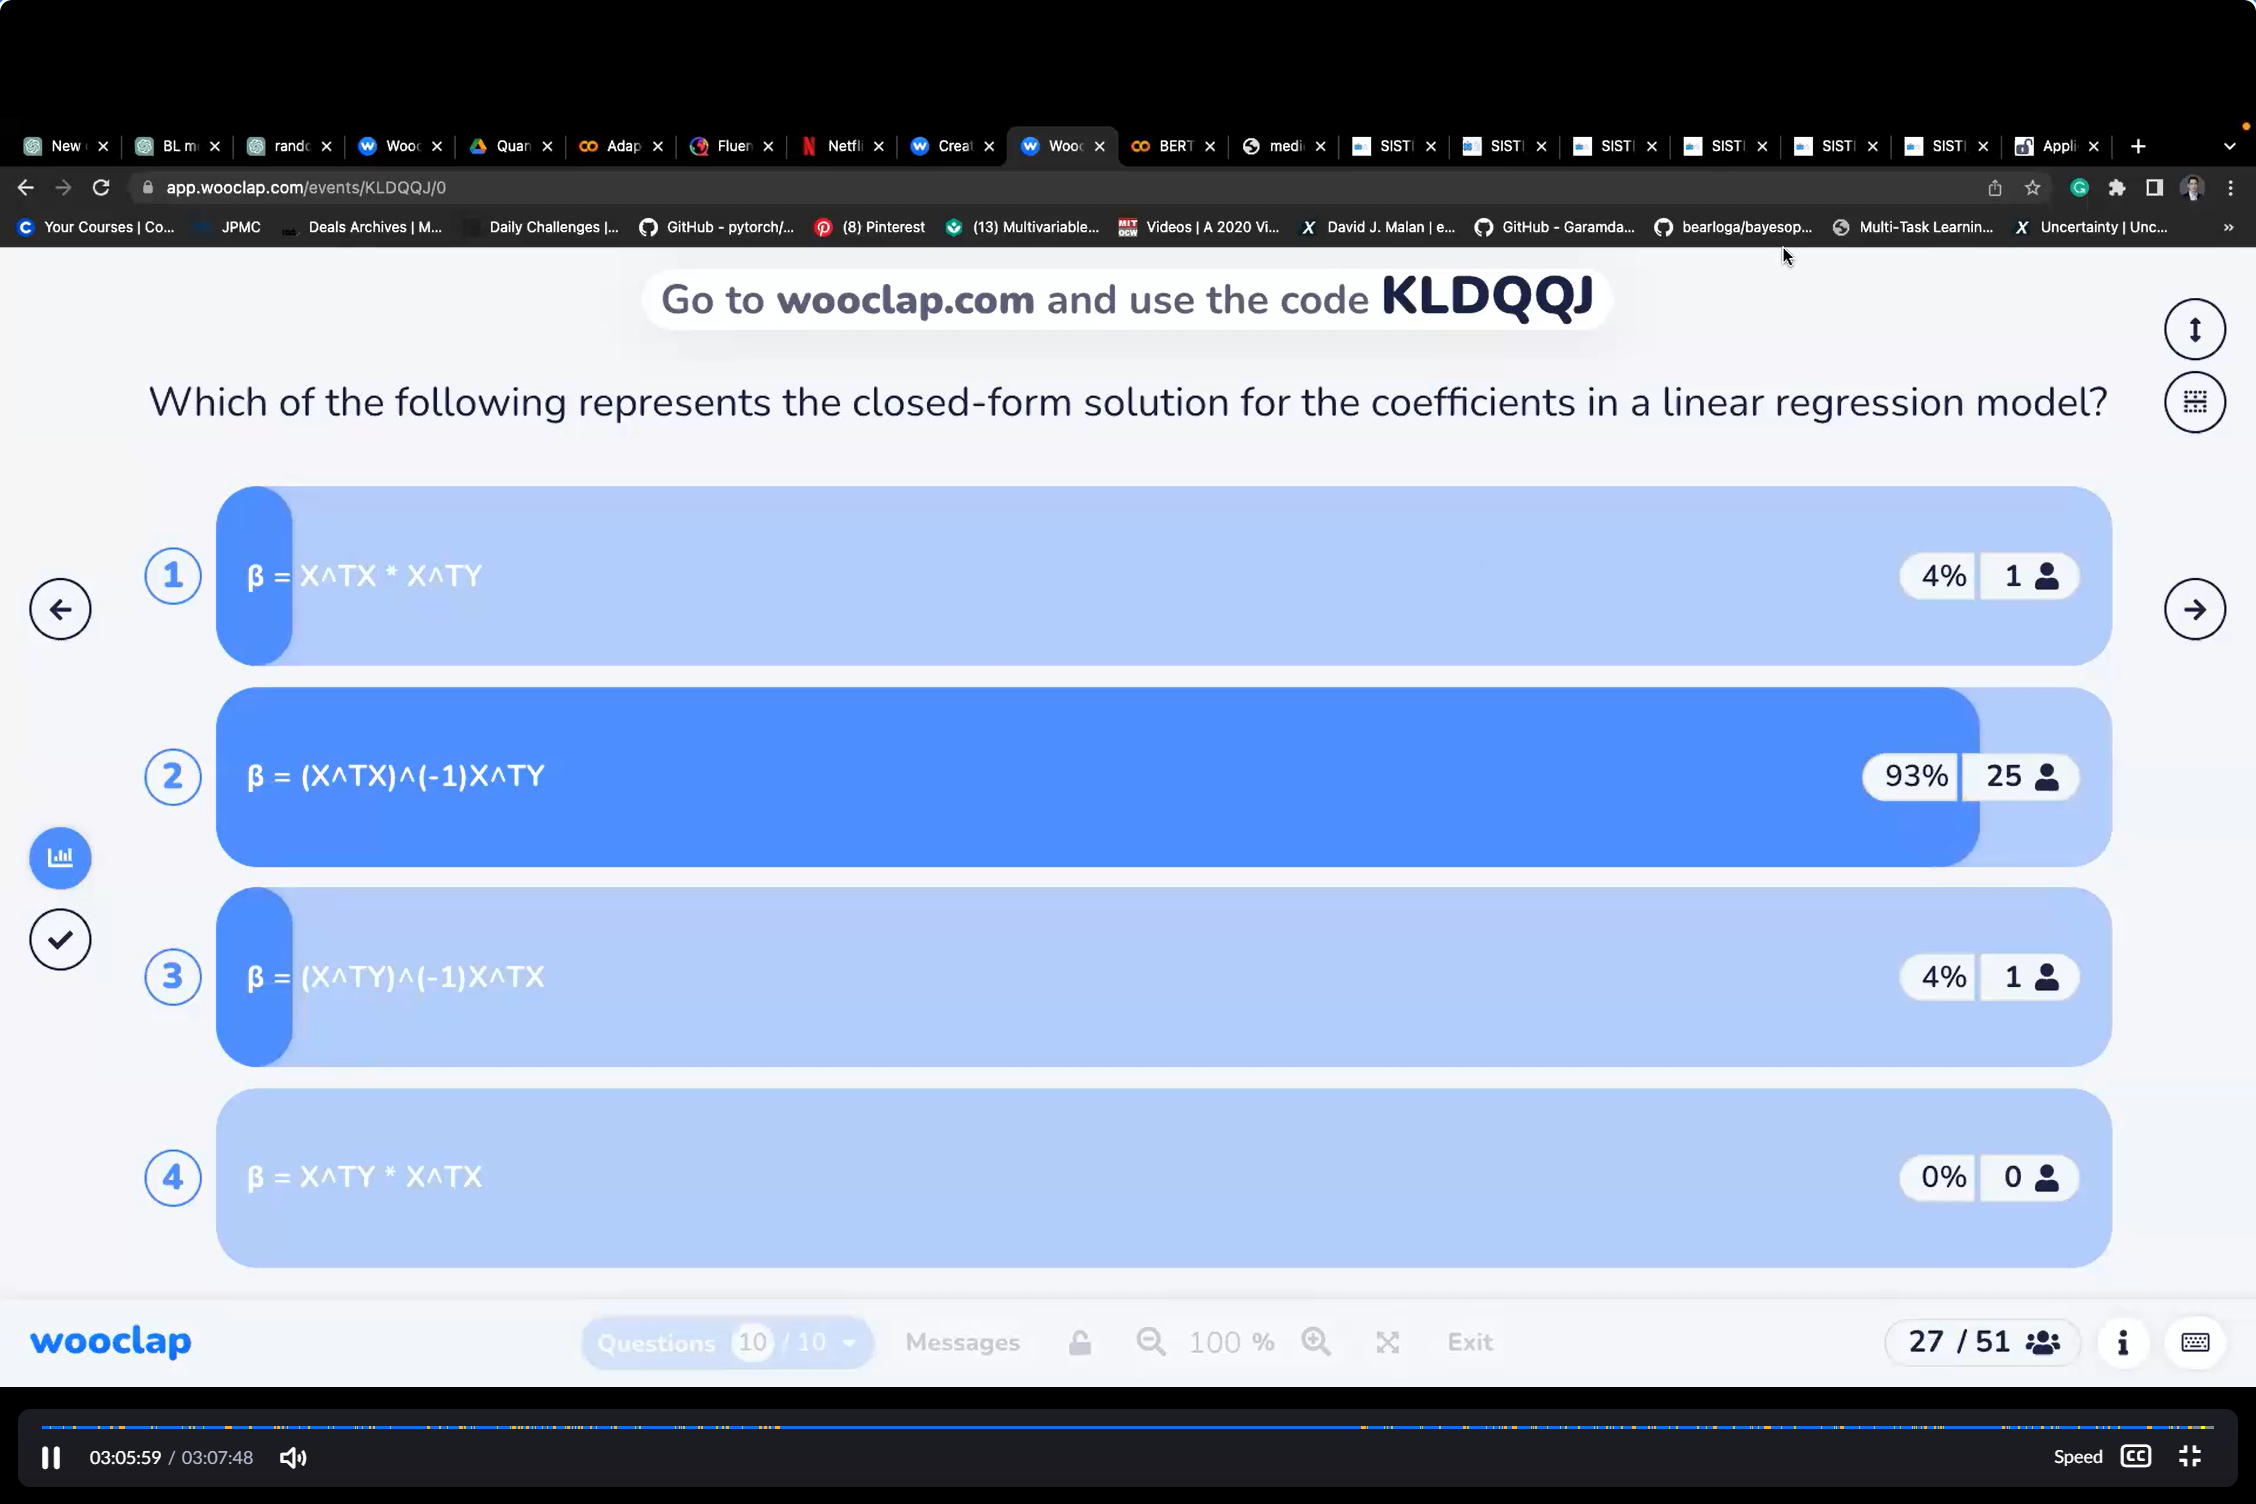 New BL m rand Wooc Quan Adap Fluen Netfli Creat Wooc BERT medi SISTI SISTI SISTI SISTI SISTI SISTI Appli
app.wooclap.com/events/KLDQQJ/0
Your Courses | Co... JPMC Deals Archives | M... Daily Challenges |... GitHub - pytorch/... (8) Pinterest (13) Multivariable... Videos | A 2020 Vi... David J. Malan | e... GitHub - Garamda... bearloga/bayesop... Multi-Task Learnin... Uncertainty | Unc... »
Go to wooclap.com and use the code KLDQQJ
Which of the following represents the closed-form solution for the coefficients in a linear regression model?
1 β = X^TX * X^TY 4% 1
2 β = (X^TX)^(-1)X^TY 93% 25
3 β = (X^TY)^(-1)X^TX 4% 1
4 β = X^TY * X^TX 0% 0
wooclap Questions 10 / 10 Messages 100 % Exit 27 / 51
03:05:59 / 03:07:48 Speed CC